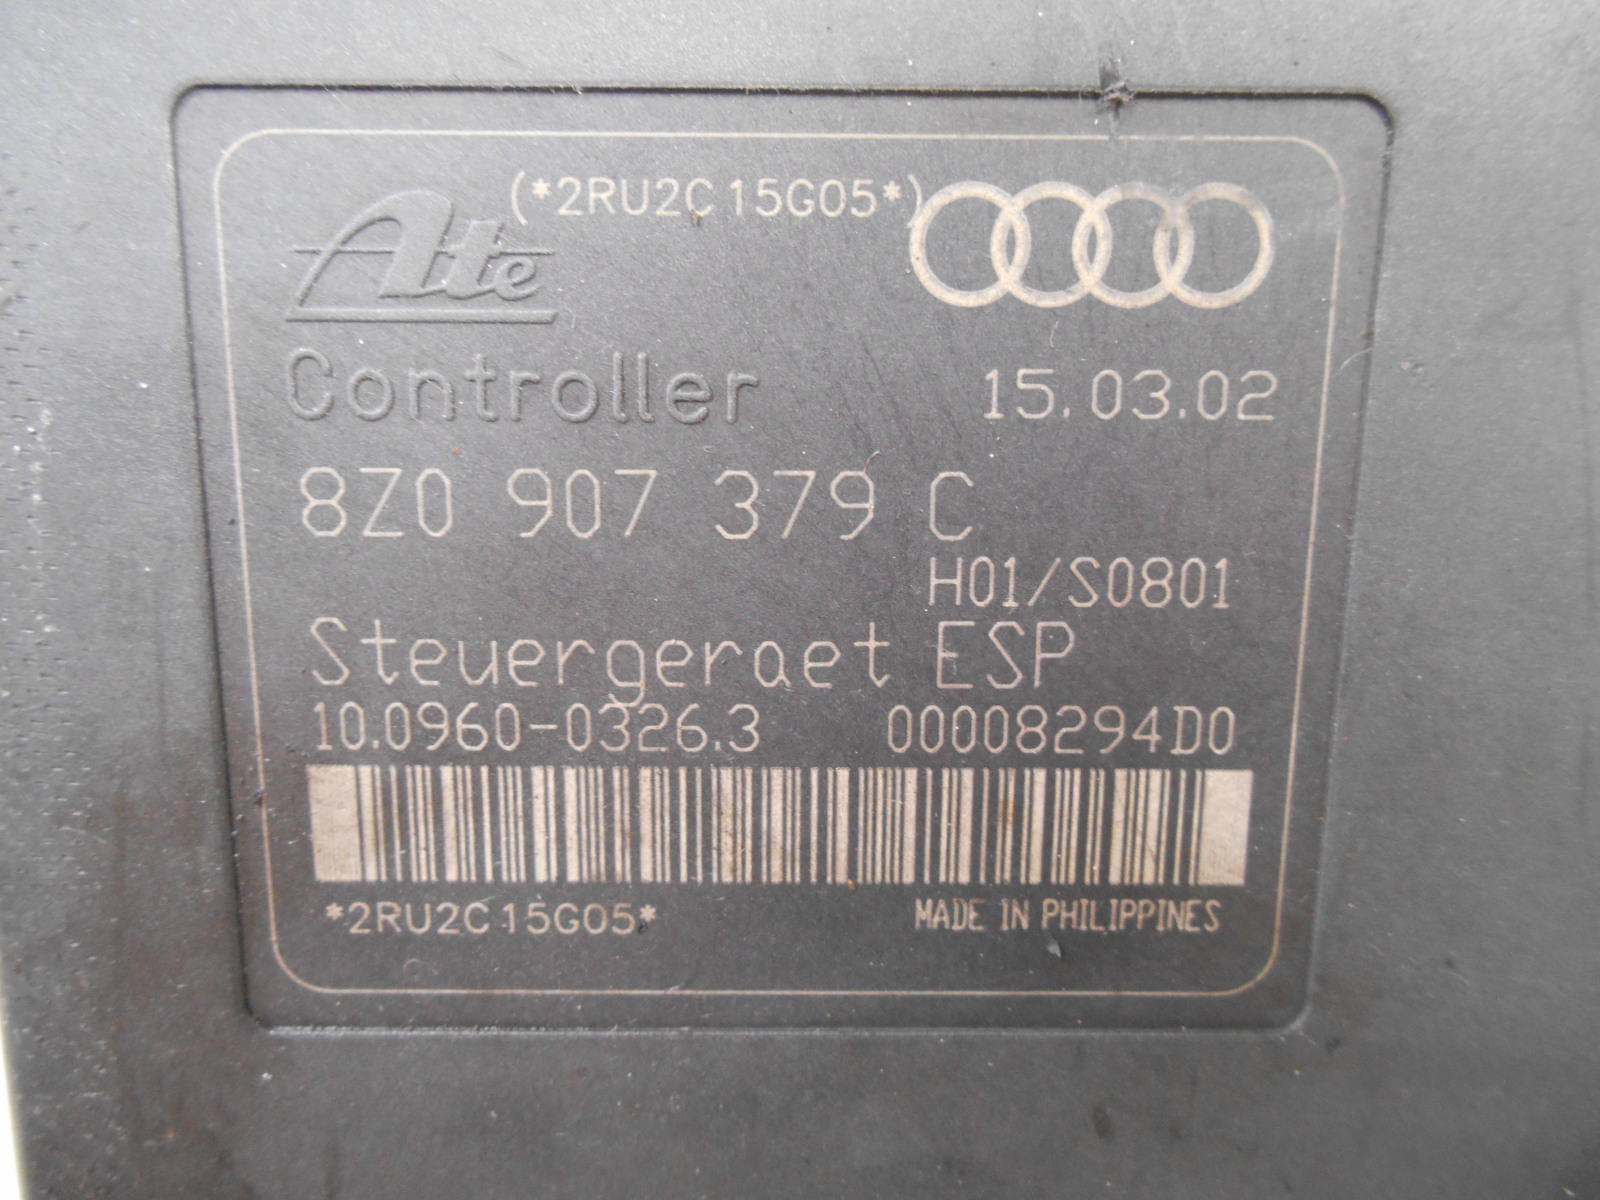 (*2RU2C15G05*)
Ate
Controller 15.03.02
8Z0 907 379 C
H01/S0801
Steuergeraet ESP
10.0960-0326.3 00008294D0
*2RU2C15G05* MADE IN PHILIPPINES